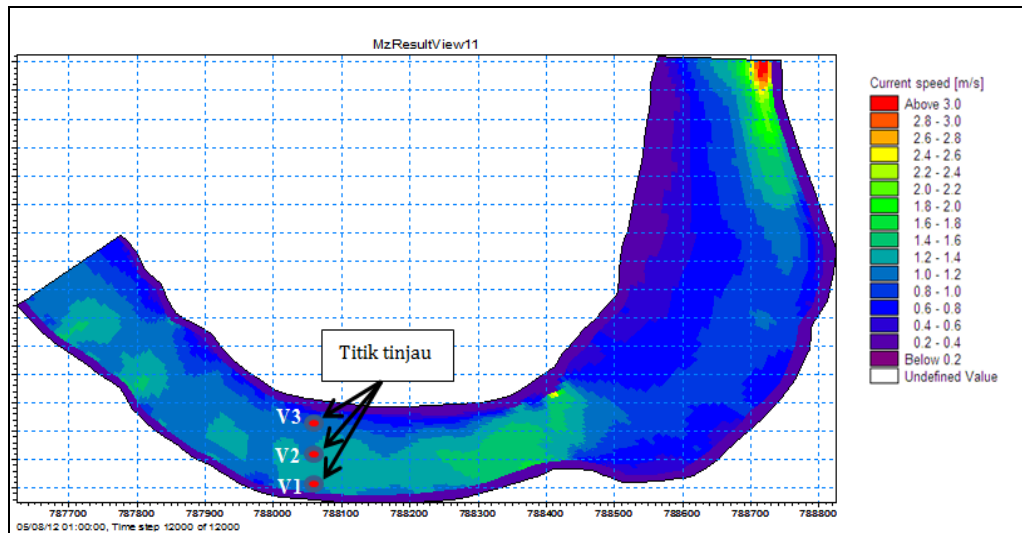 MzResultView11
Current speed [m/s]
Above 3.0
2.8 - 3.0
2.6 - 2.8
2.4 - 2.6
2.2 - 2.4
2.0 - 2.2
1.8 - 2.0
1.6 - 1.8
1.4 - 1.6
1.2 - 1.4
1.0 - 1.2
0.8 - 1.0
0.6 - 0.8
0.4 - 0.6
0.2 - 0.4
Below 0.2
Undefined Value
Titik tinjau
V3
V2
V1
787700 787800 787900 788000 788100 788200 788300 788400 788500 788600 788700 788800
05/08/12 01:00:00, Time step 12000 of 12000